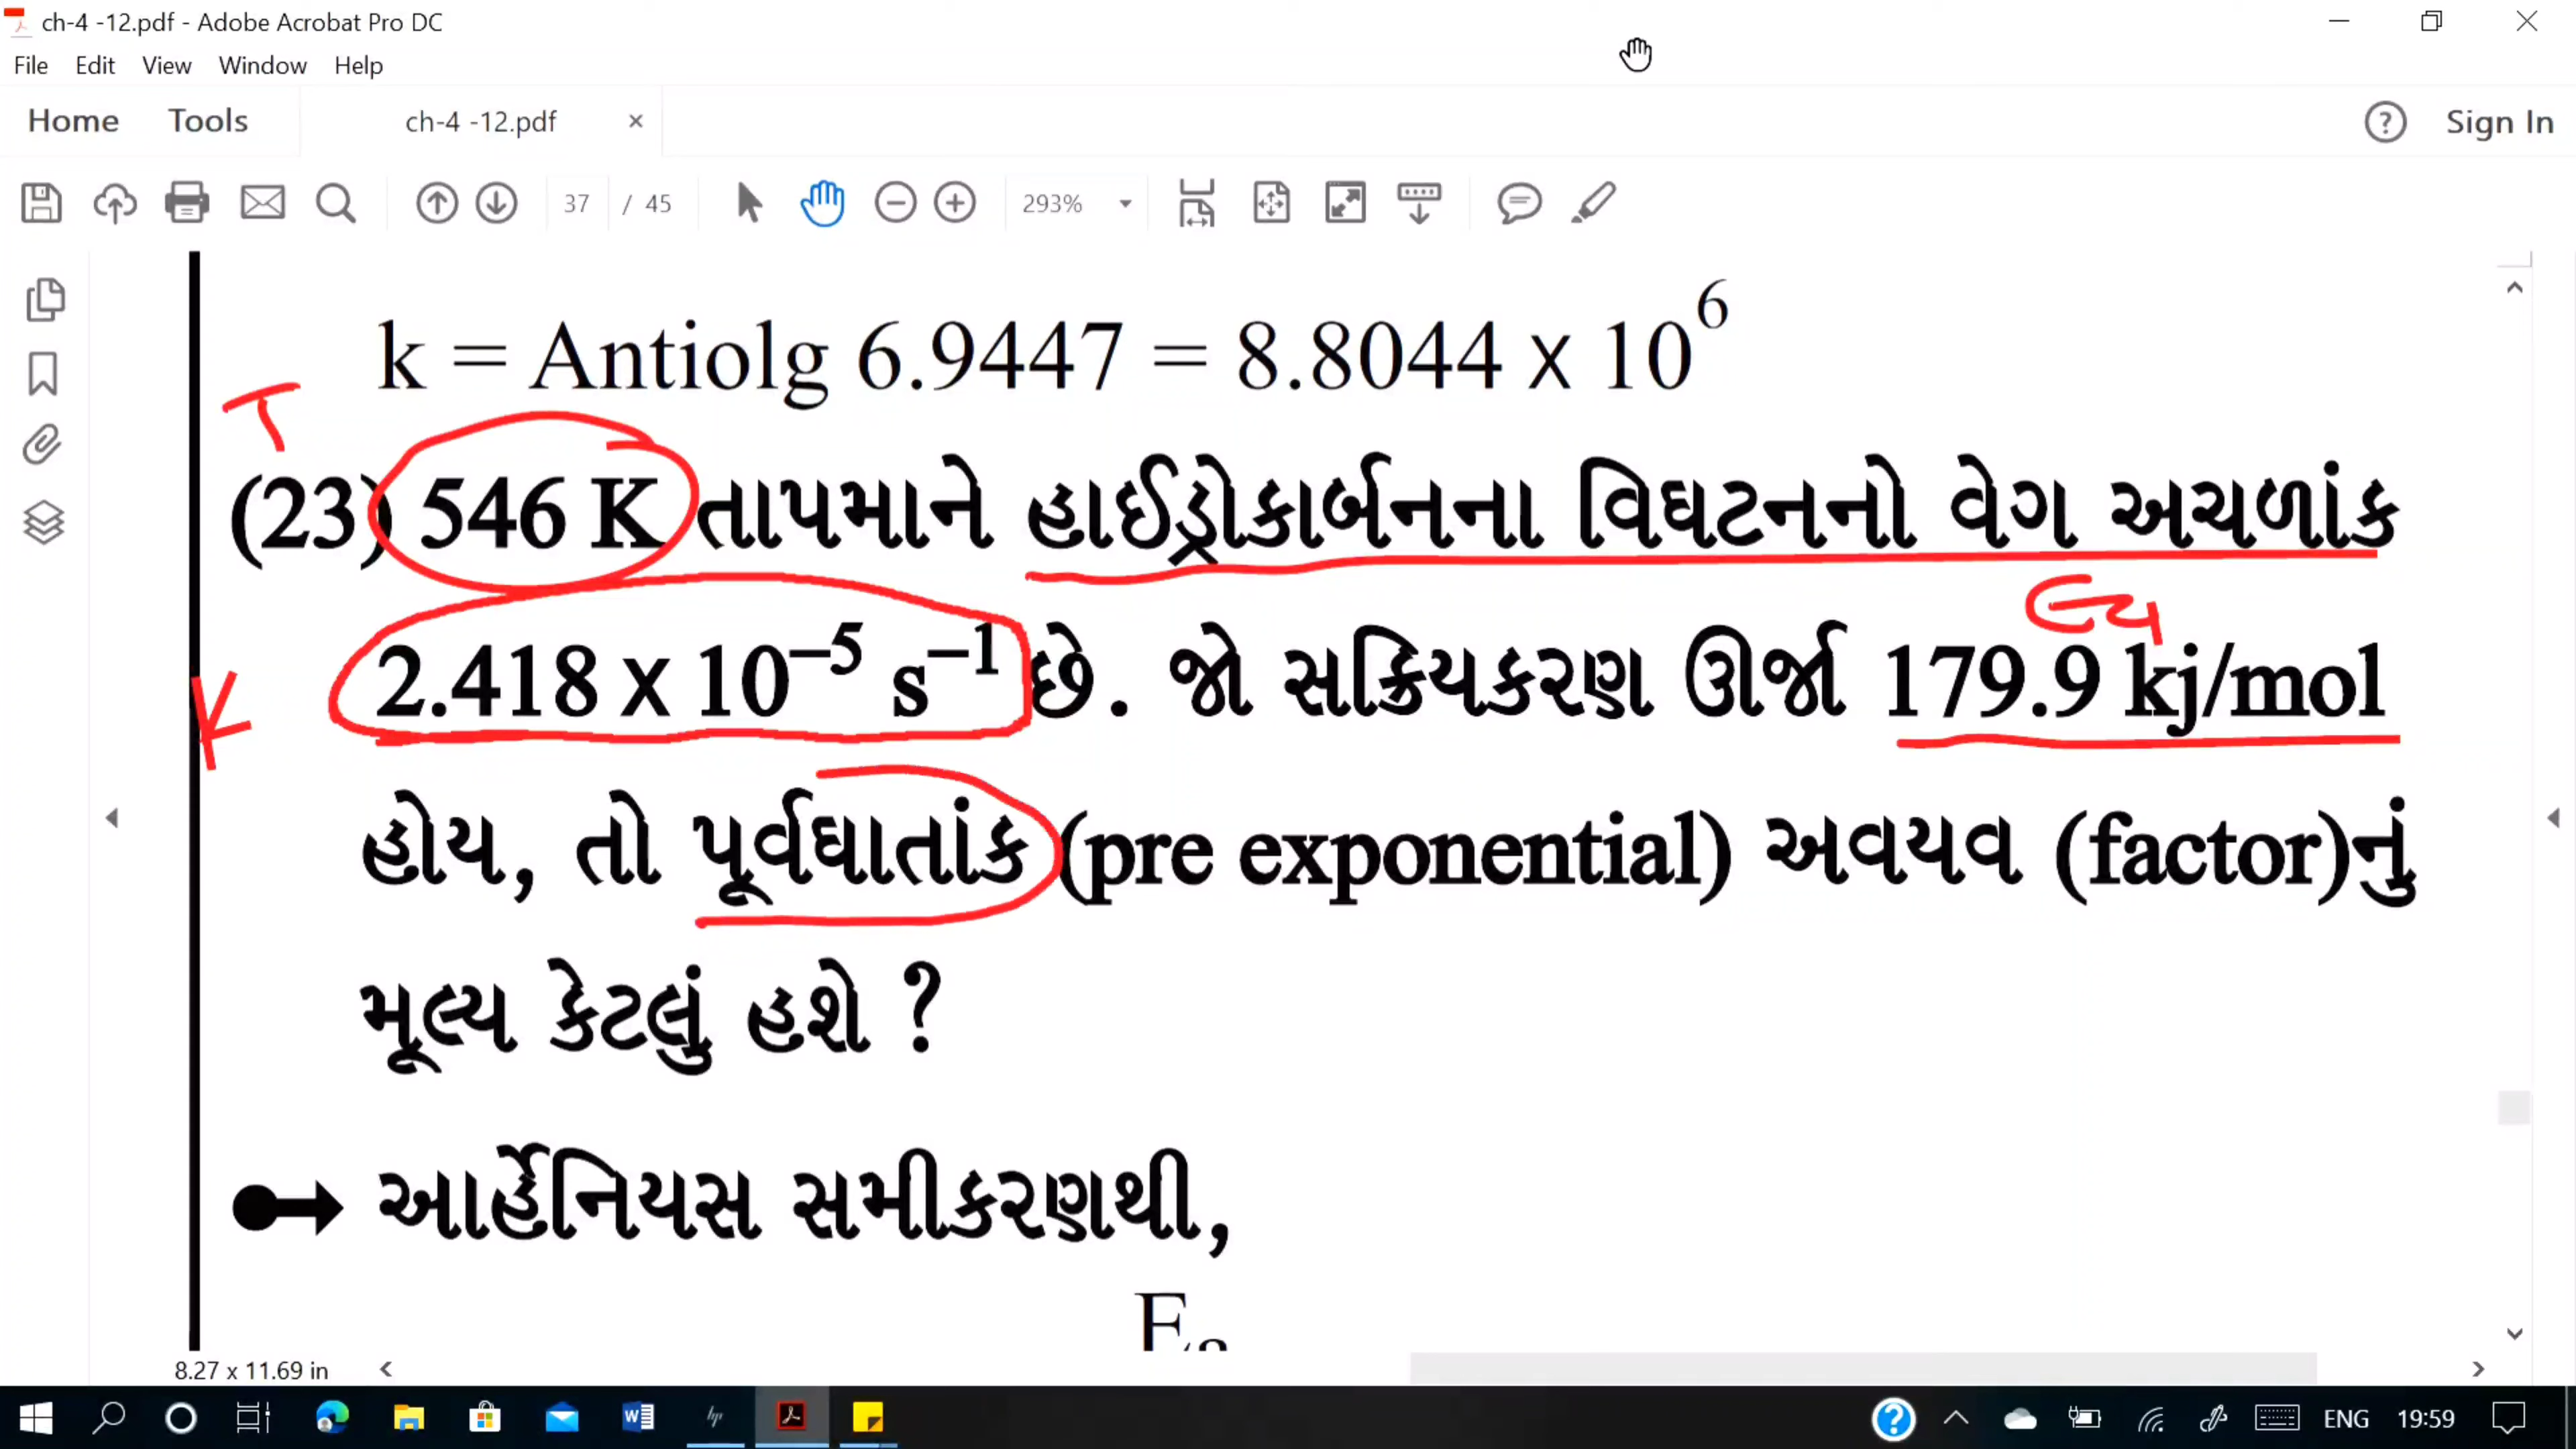 ch-4 -12.pdf - Adobe Acrobat Pro DC
File Edit View Window Help
Home Tools ch-4 -12.pdf × ? Sign In
37 / 45 293%
k = Antiolg 6.9447 = 8.8044 x 10⁶
T
(23) 546 K તાપમાને હાઈડ્રોકાર્બનના વિઘટનનો વેગ અચળાંક
Ea
K 2.418 x 10⁻⁵ s⁻¹ છે. જો સક્રિયકરણ ઊર્જા 179.9 kj/mol
હોય, તો પૂર્વઘાતાંક (pre exponential) અવયવ (factor)નું
મૂલ્ય કેટલું હશે ?
આર્હેનિયસ સમીકરણથી,
Eₐ
8.27 x 11.69 in
ENG 19:59